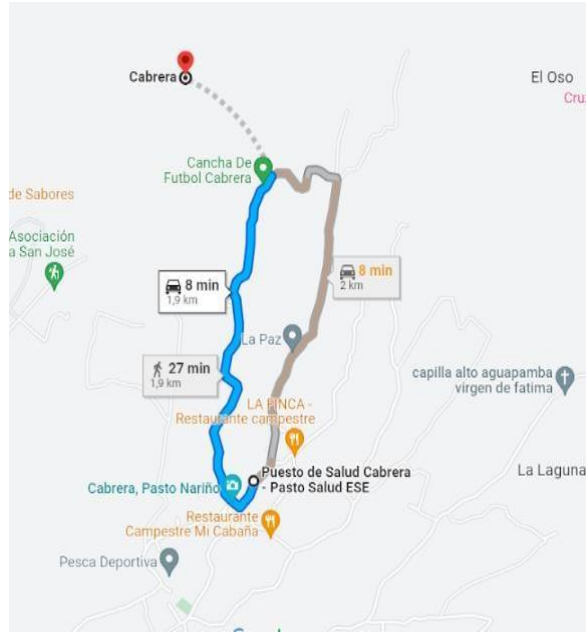 Cabrera
El Oso
Cruz
Cancha De
Futbol Cabrera
de Sabores
Asociación
a San José
8 min
1,9 km
8 min
2 km
La Paz
27 min
1,9 km
capilla alto aguapamba
virgen de fatima
LA FINCA -
Restaurante campestre
Puesto de Salud Cabrera
- Pasto Salud ESE
La Laguna
Cabrera, Pasto Nariño
Restaurante
Campestre Mi Cabaña
Pesca Deportiva